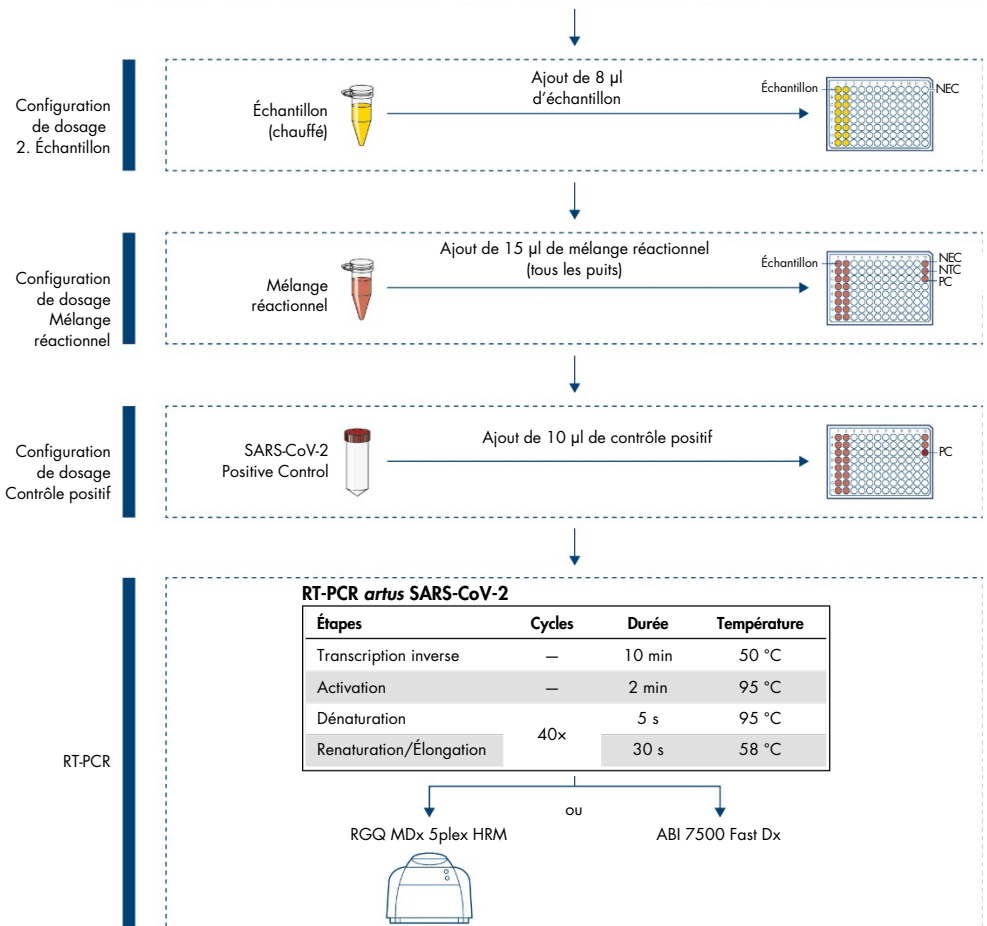 Configuration
de dosage
2. Échantillon
Échantillon
(chauffé)
Ajout de 8 µl
d'échantillon
Échantillon
NEC
Configuration
de dosage
Mélange
réactionnel
Mélange
réactionnel
Ajout de 15 µl de mélange réactionnel
(tous les puits)
Échantillon
NEC
NTC
PC
Configuration
de dosage
Contrôle positif
SARS-CoV-2
Positive Control
Ajout de 10 µl de contrôle positif
PC
RT-PCR
RT-PCR artus SARS-CoV-2
Étapes Cycles Durée Température
Transcription inverse — 10 min 50 °C
Activation — 2 min 95 °C
Dénaturation 5 s 95 °C
40×
Renaturation/Élongation 30 s 58 °C
ou
RGQ MDx 5plex HRM
ABI 7500 Fast Dx